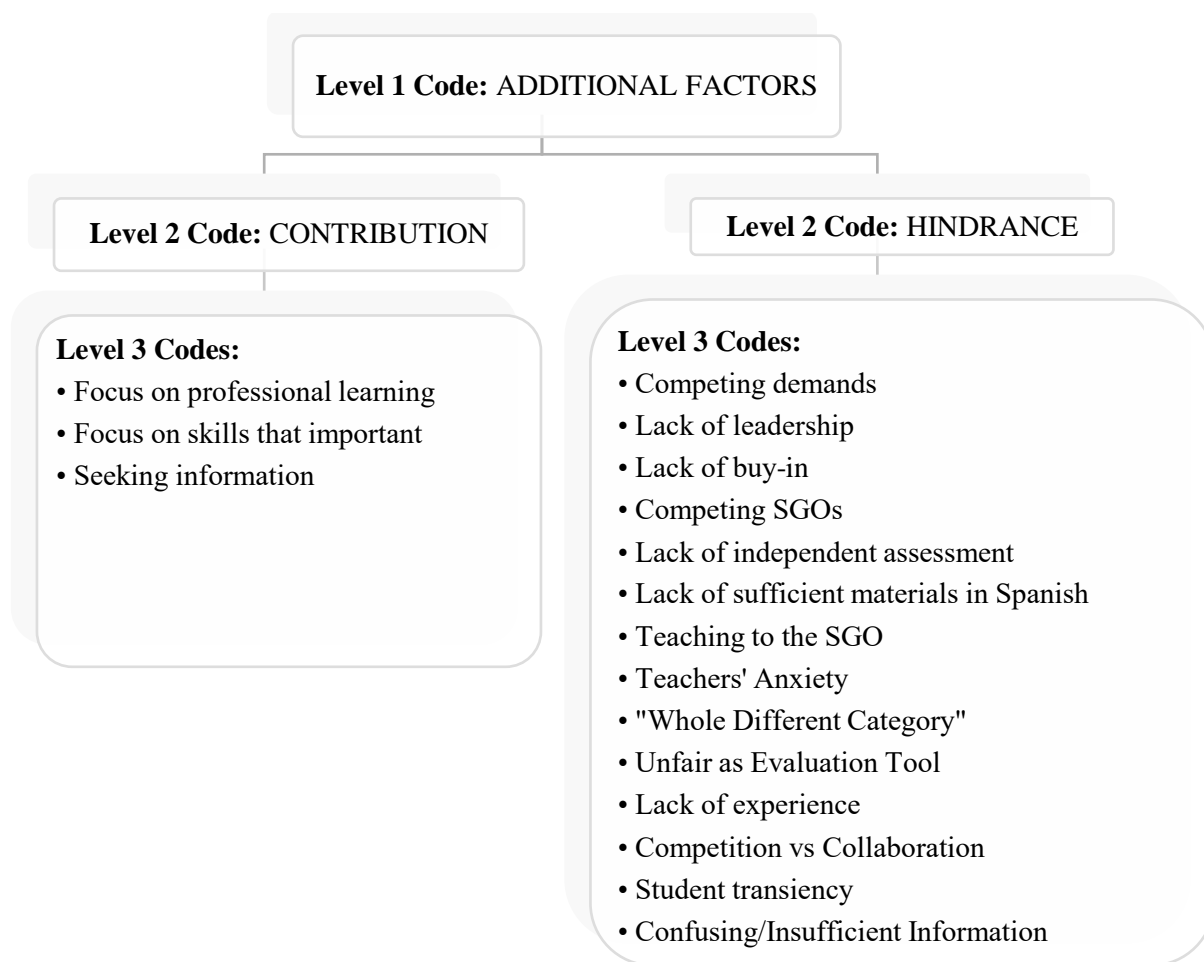 Level 1 Code: ADDITIONAL FACTORS
Level 2 Code: CONTRIBUTION
Level 3 Codes:
• Focus on professional learning
• Focus on skills that important
• Seeking information
Level 2 Code: HINDRANCE
Level 3 Codes:
• Competing demands
• Lack of leadership
• Lack of buy-in
• Competing SGOs
• Lack of independent assessment
• Lack of sufficient materials in Spanish
• Teaching to the SGO
• Teachers' Anxiety
• "Whole Different Category"
• Unfair as Evaluation Tool
• Lack of experience
• Competition vs Collaboration
• Student transiency
• Confusing/Insufficient Information